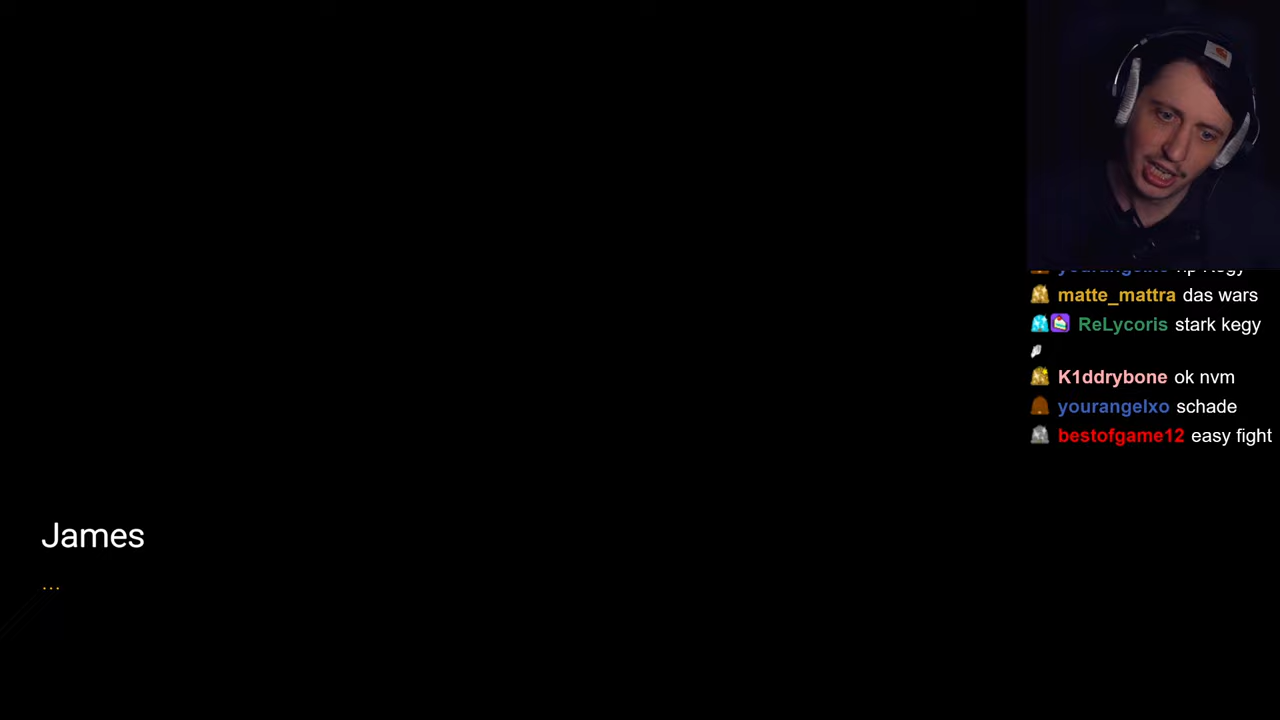 matte_mattra das wars
ReLycoris stark kegy
K1ddrybone ok nvm
yourangelxo schade
bestofgame12 easy fight
James
...